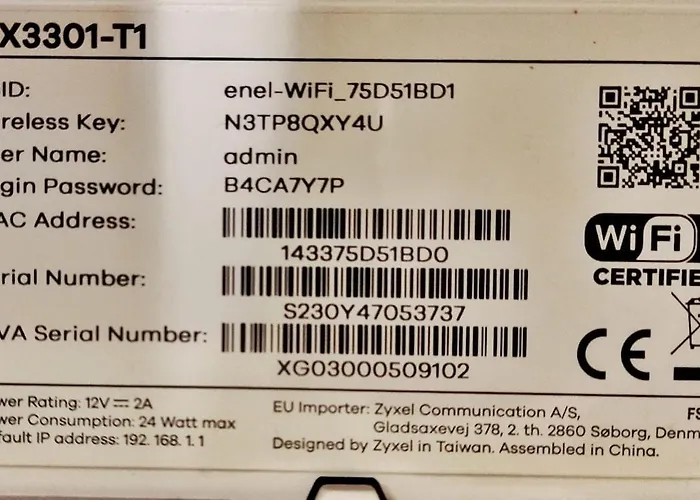 X3301-T1
ID: enel-WiFi_75D51BD1
reless Key: N3TP8QXY4U
er Name: admin
gin Password: B4CA7Y7P
AC Address:
143375D51BD0
rial Number:
S230Y47053737
VA Serial Number:
XG03000509102
WiFi
CERTIFIE
CE
wer Rating: 12V ⎓ 2A
wer Consumption: 24 Watt max
fault IP address: 192. 168. 1. 1
EU Importer: Zyxel Communication A/S,
Gladsaxevej 378, 2. th. 2860 Søborg, Denm
Designed by Zyxel in Taiwan. Assembled in China.
FS